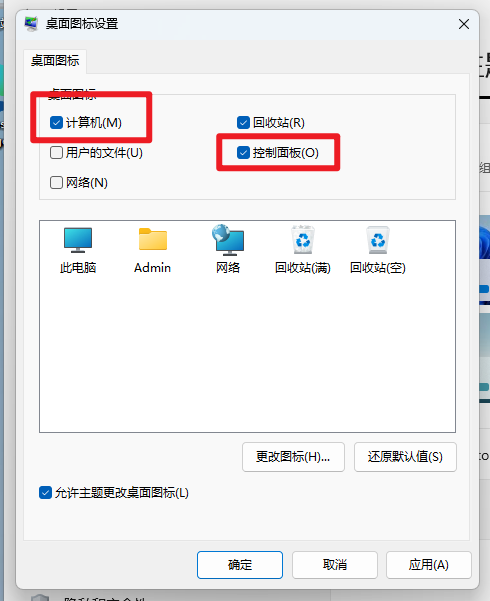 桌面图标设置
桌面图标
桌面图标
计算机(M)
回收站(R)
用户的文件(U)
控制面板(O)
网络(N)
此电脑
Admin
网络
回收站(满)
回收站(空)
更改图标(H)...
还原默认值(S)
允许主题更改桌面图标(L)
确定
取消
应用(A)